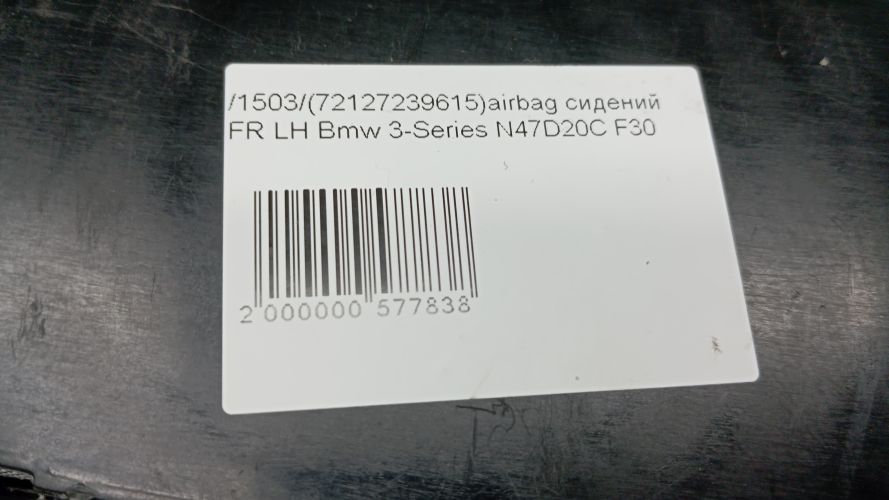 /1503/(72127239615)airbag сидений
FR LH Bmw 3-Series N47D20C F30
2 000000 577838